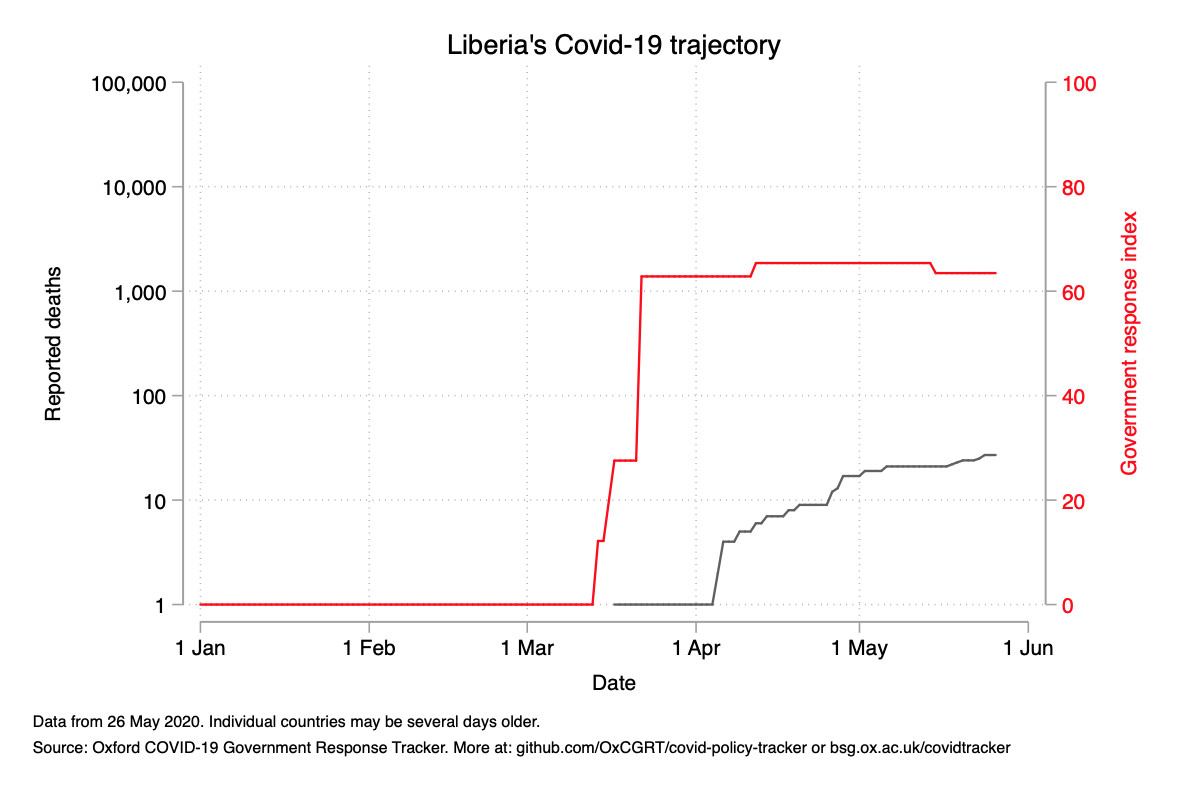 Liberia's Covid-19 trajectory
100,000
10,000
1,000
100
10
1
Reported deaths
100
80
60
40
20
0
Government response index
1 Jan 1 Feb 1 Mar 1 Apr 1 May 1 Jun
Date
Data from 26 May 2020. Individual countries may be several days older.
Source: Oxford COVID-19 Government Response Tracker. More at: github.com/OxCGRT/covid-policy-tracker or bsg.ox.ac.uk/covidtracker